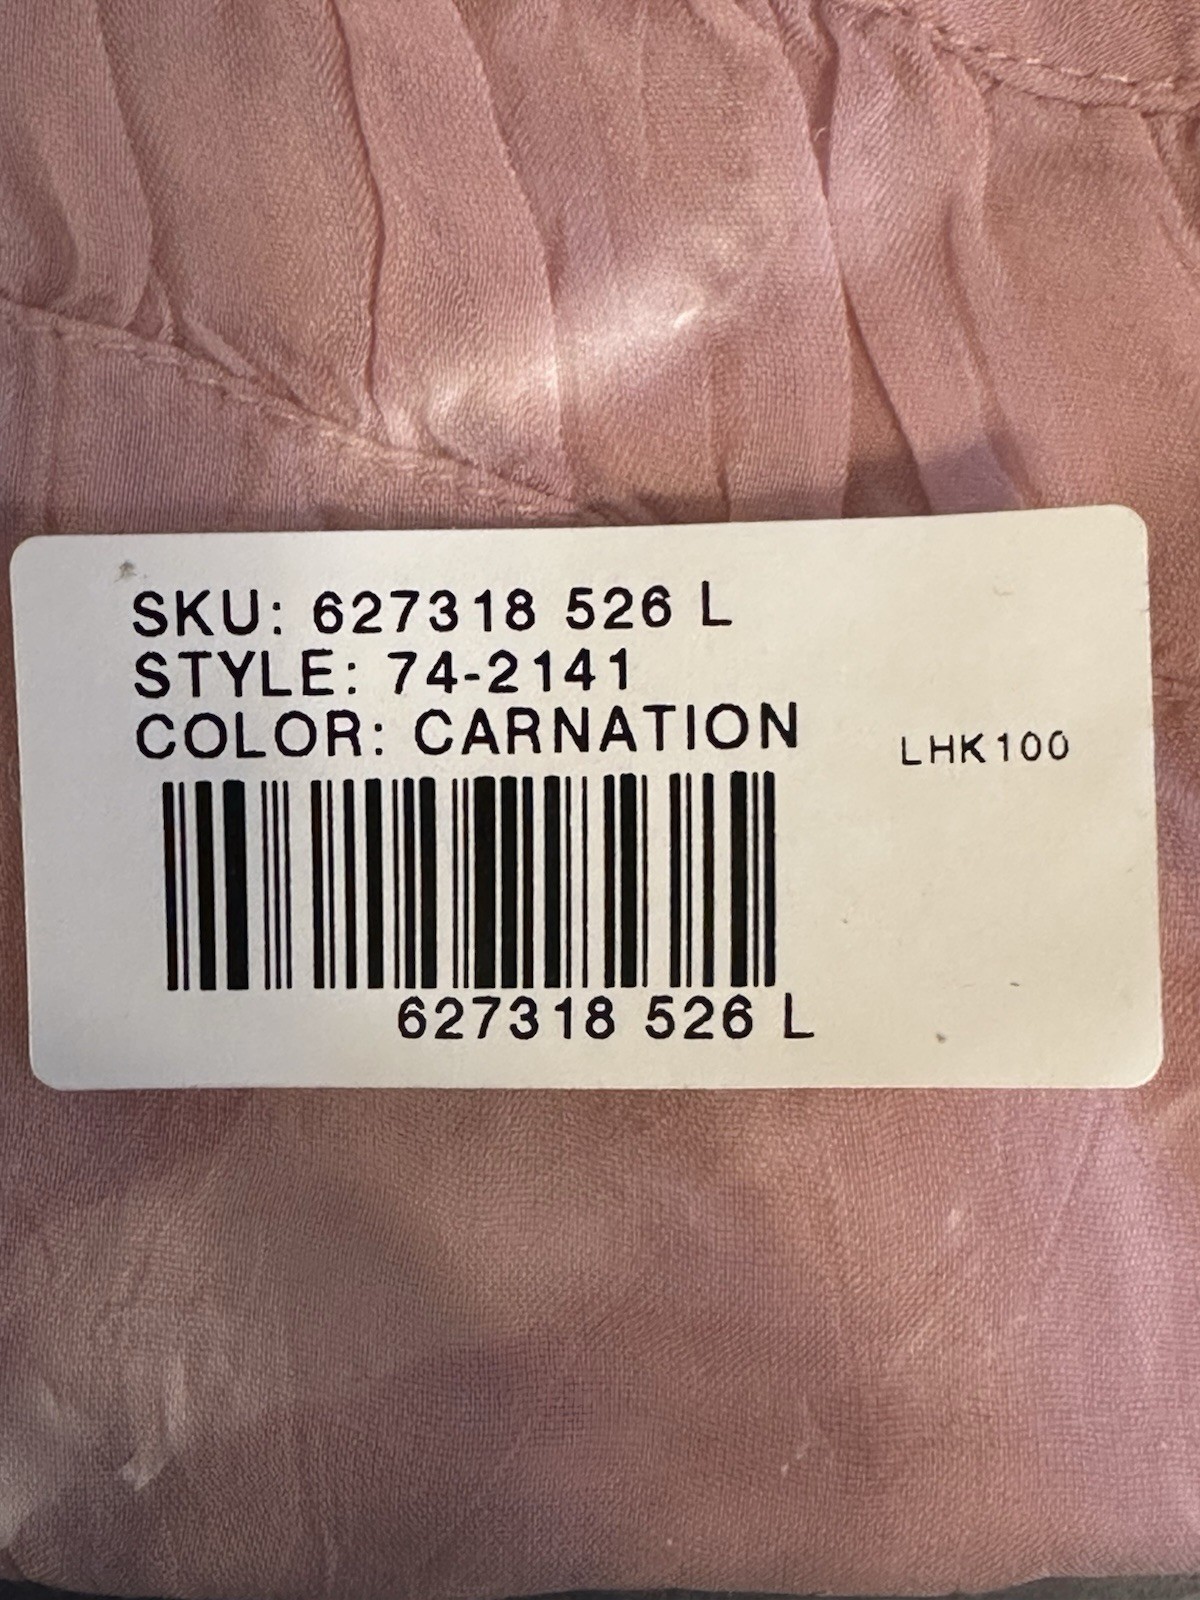 SKU: 627318 526 L
STYLE: 74-2141
COLOR: CARNATION
LHK100
627318 526 L